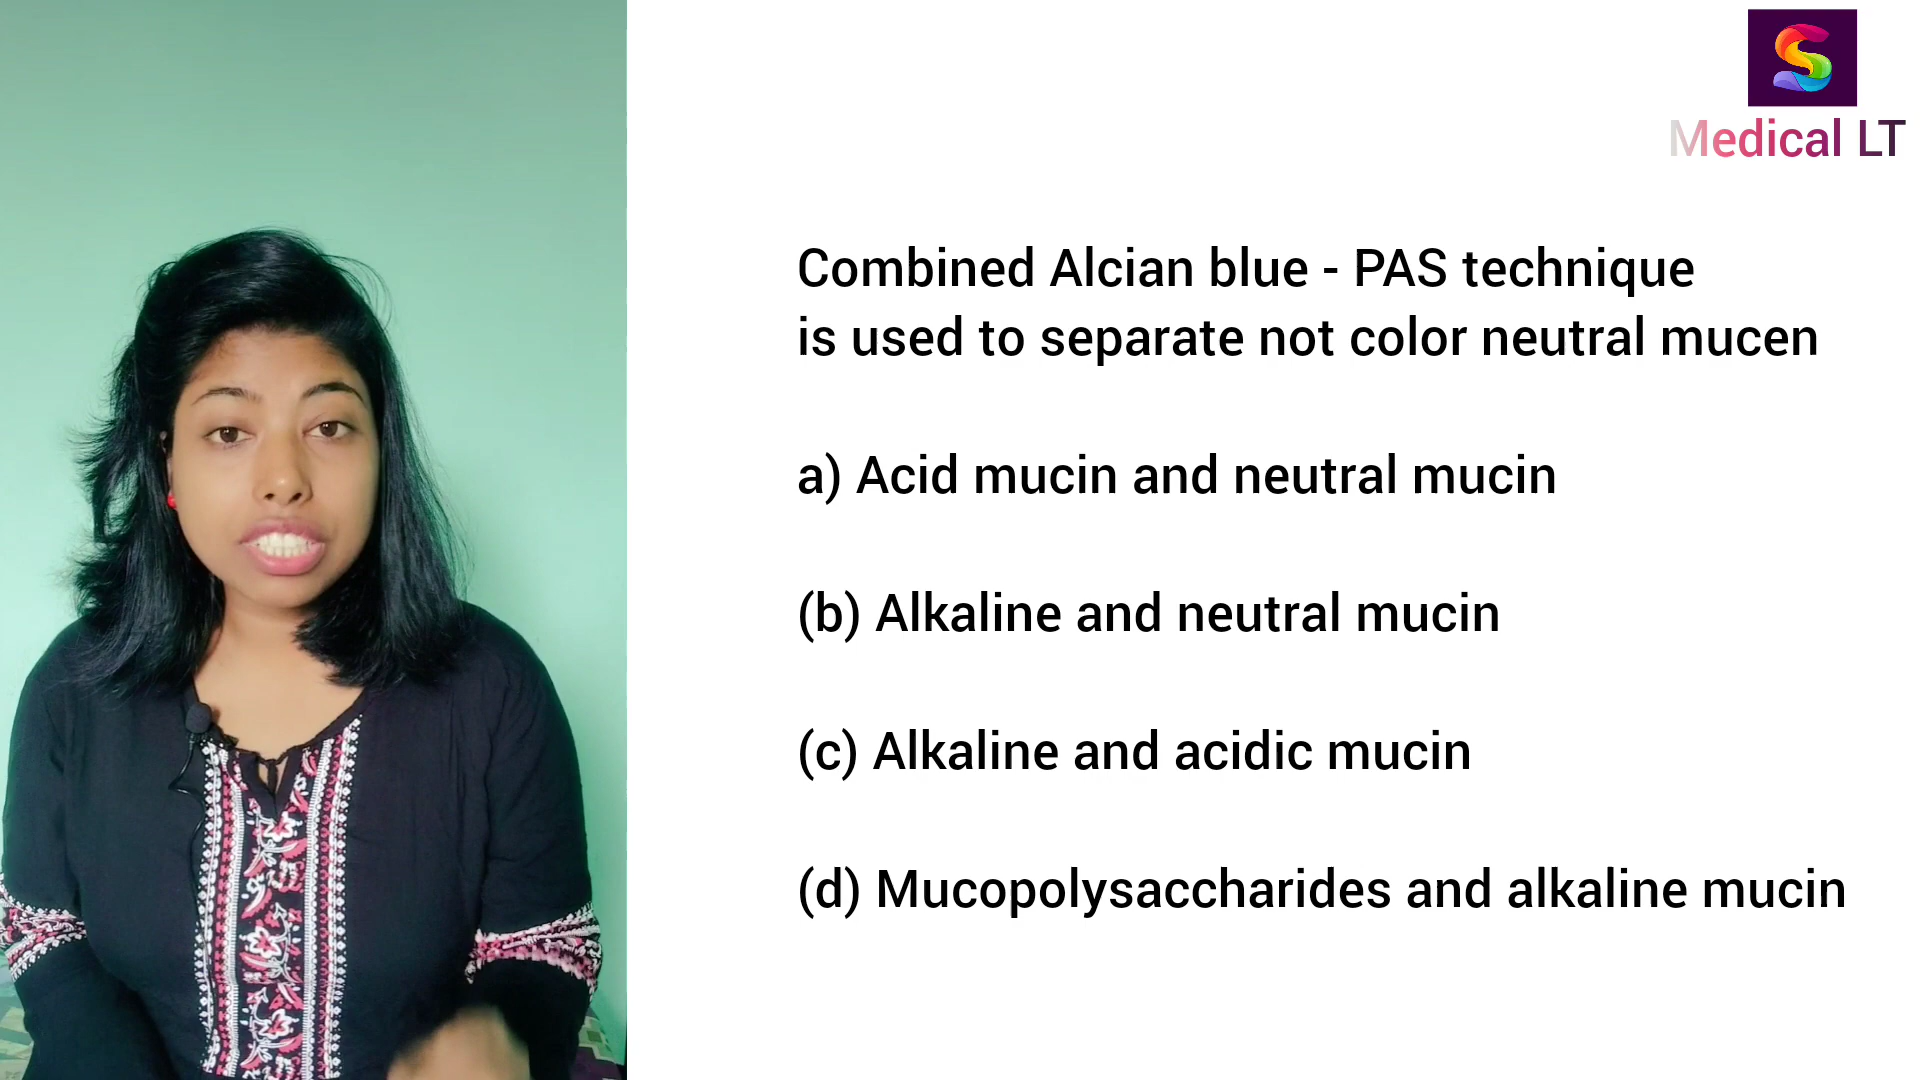 Medical LT
Combined Alcian blue - PAS technique
is used to separate not color neutral mucen
a) Acid mucin and neutral mucin
(b) Alkaline and neutral mucin
(c) Alkaline and acidic mucin
(d) Mucopolysaccharides and alkaline mucin